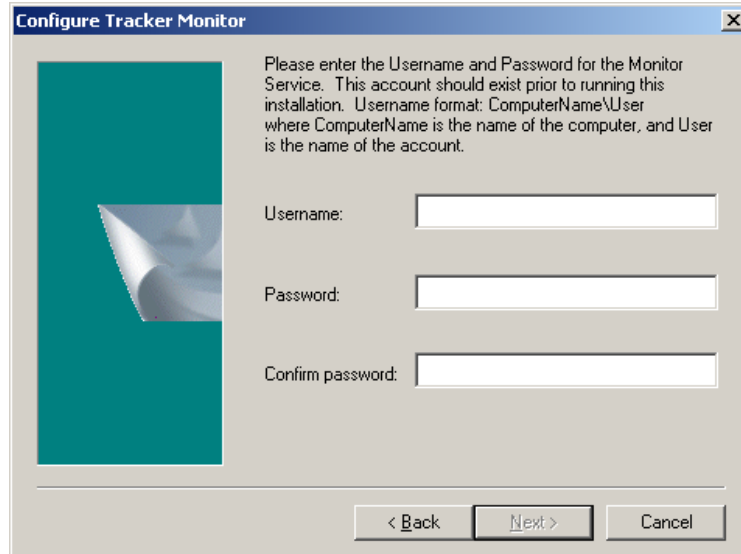 Configure Tracker Monitor
Please enter the Username and Password for the Monitor
Service.  This account should exist prior to running this
installation.  Username format: ComputerName\User
where ComputerName is the name of the computer, and User
is the name of the account.
Username:
Password:
Confirm password:
< Back
Next >
Cancel